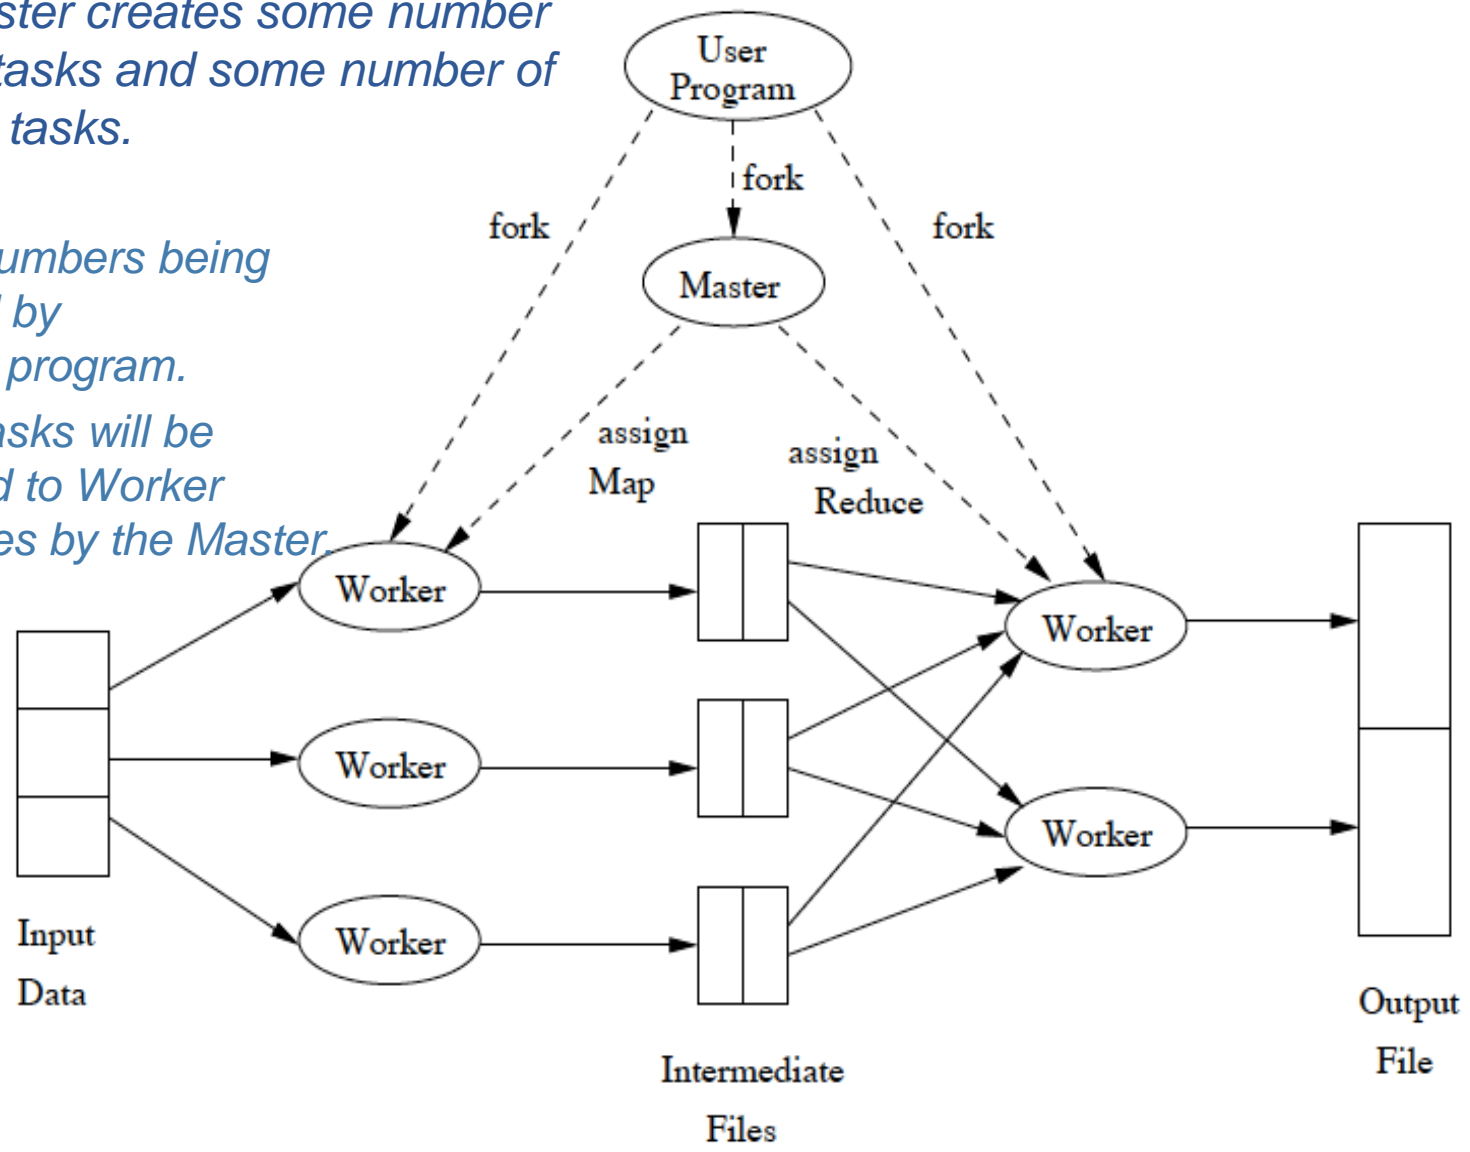 ster creates some number
tasks and some number of
tasks.
umbers being
by
program.
asks will be
d to Worker
es by the Master.
User
Program
fork
fork
fork
Master
assign
Map
assign
Reduce
Worker
Worker
Worker
Worker
Worker
Input
Data
Intermediate
Files
Output
File